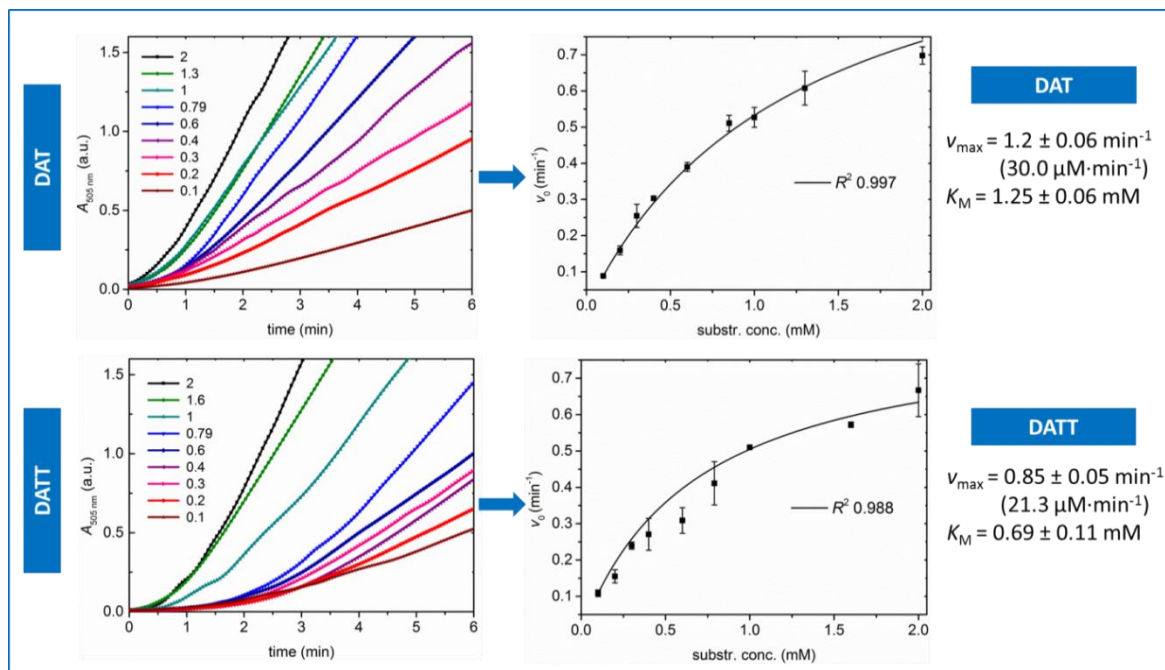 DAT
A505 nm (a.u.)
1.5
1.0
0.5
0.0
2
1.3
1
0.79
0.6
0.4
0.3
0.2
0.1
0 1 2 3 4 5 6
time (min)
v0 (min-1)
0.7
0.6
0.5
0.4
0.3
0.2
0.1
R2 0.997
0.0 0.5 1.0 1.5 2.0
substr. conc. (mM)
DAT
vmax = 1.2 ± 0.06 min-1
(30.0 µM·min-1)
KM = 1.25 ± 0.06 mM
DATT
A505 nm (a.u.)
1.5
1.0
0.5
0.0
2
1.6
1
0.79
0.6
0.4
0.3
0.2
0.1
0 1 2 3 4 5 6
time (min)
v0 (min-1)
0.7
0.6
0.5
0.4
0.3
0.2
0.1
R2 0.988
0.0 0.5 1.0 1.5 2.0
substr. conc. (mM)
DATT
vmax = 0.85 ± 0.05 min-1
(21.3 µM·min-1)
KM = 0.69 ± 0.11 mM